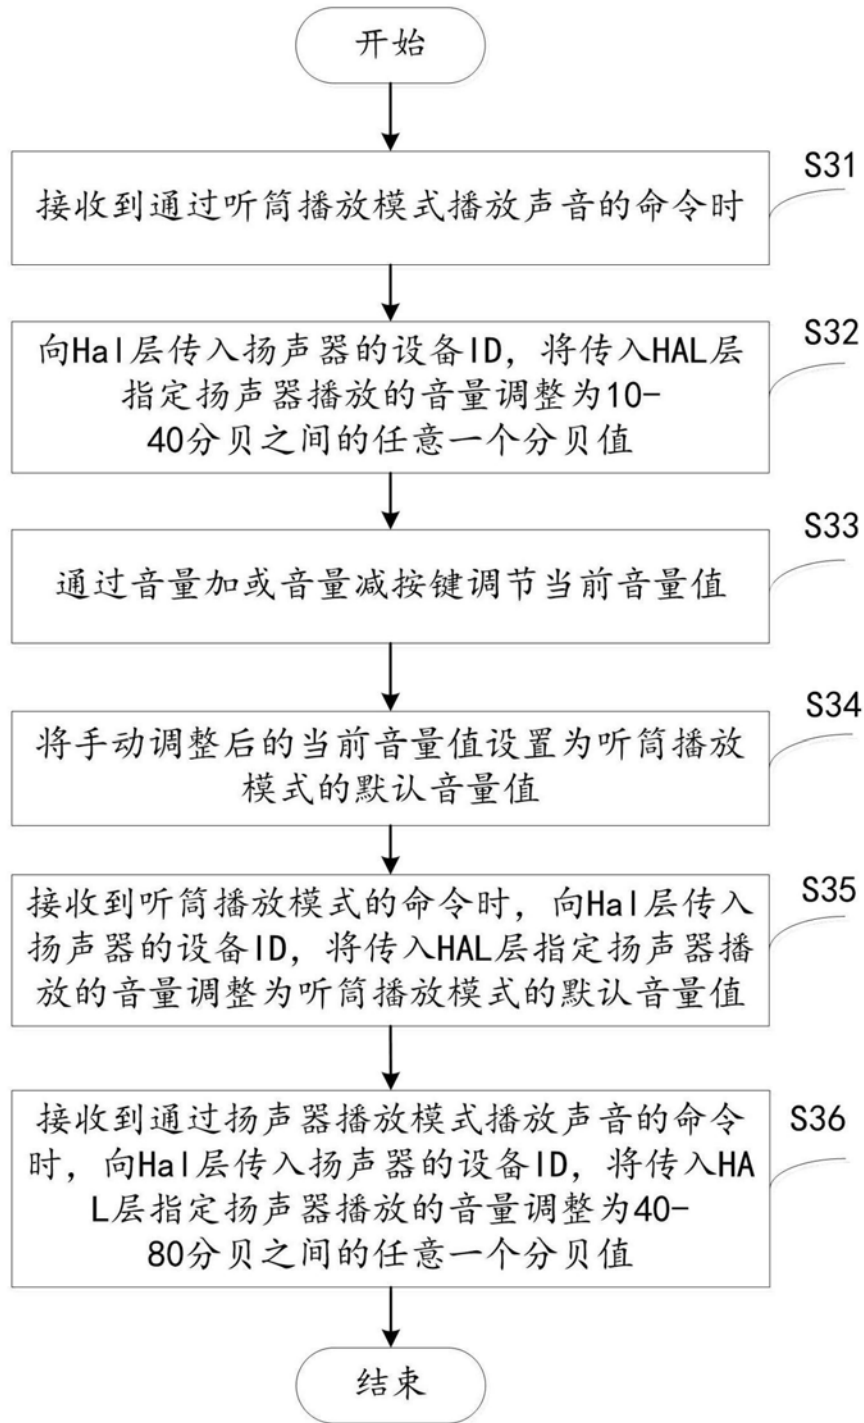 开始
S31
接收到通过听筒播放模式播放声音的命令时
S32
向Hal层传入扬声器的设备ID，将传入HAL层
指定扬声器播放的音量调整为10-
40分贝之间的任意一个分贝值
S33
通过音量加或音量减按键调节当前音量值
S34
将手动调整后的当前音量值设置为听筒播放
模式的默认音量值
S35
接收到听筒播放模式的命令时，向Hal层传入
扬声器的设备ID，将传入HAL层指定扬声器播
放的音量调整为听筒播放模式的默认音量值
S36
接收到通过扬声器播放模式播放声音的命令
时，向Hal层传入扬声器的设备ID，将传入HA
L层指定扬声器播放的音量调整为40-
80分贝之间的任意一个分贝值
结束